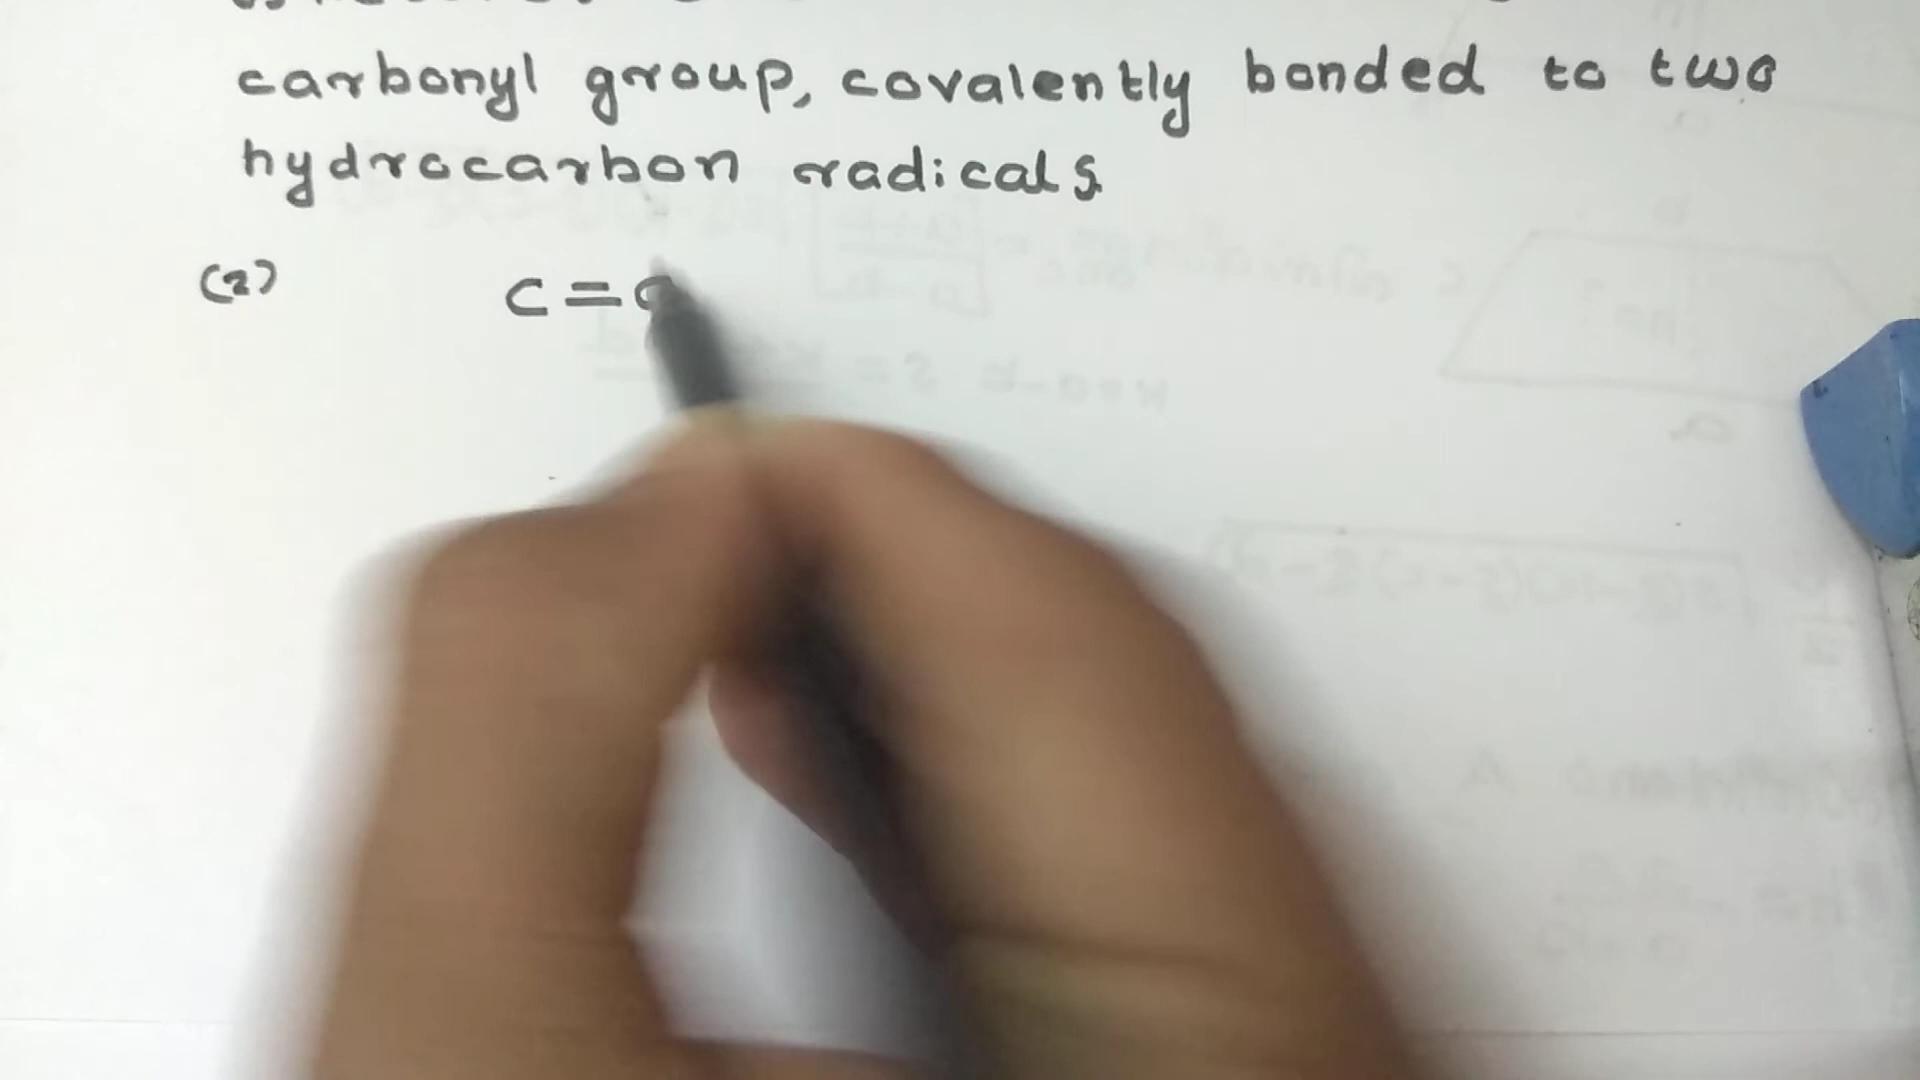 carbonyl group, covalently bonded to two
hydrocarbon radicals
(2) C=O